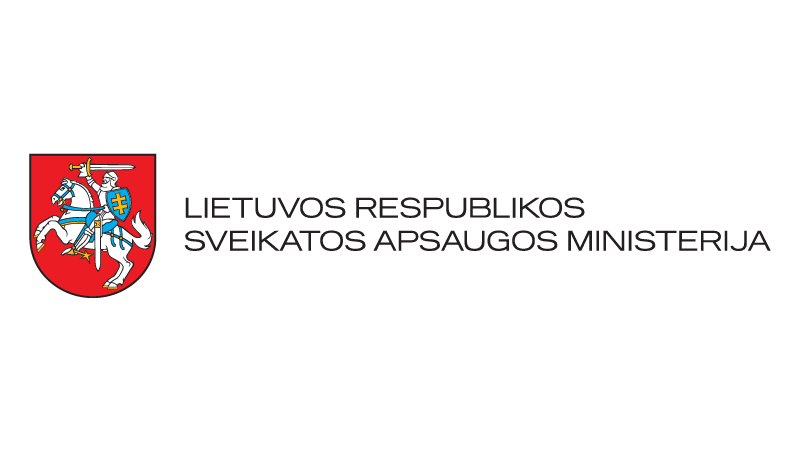 LIETUVOS RESPUBLIKOS
SVEIKATOS APSAUGOS MINISTERIJA